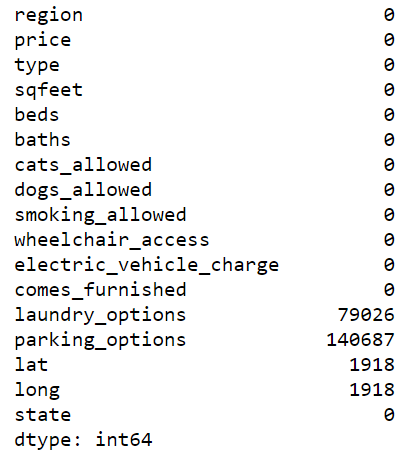 region 0
price 0
type 0
sqfeet 0
beds 0
baths 0
cats_allowed 0
dogs_allowed 0
smoking_allowed 0
wheelchair_access 0
electric_vehicle_charge 0
comes_furnished 0
laundry_options 79026
parking_options 140687
lat 1918
long 1918
state 0
dtype: int64